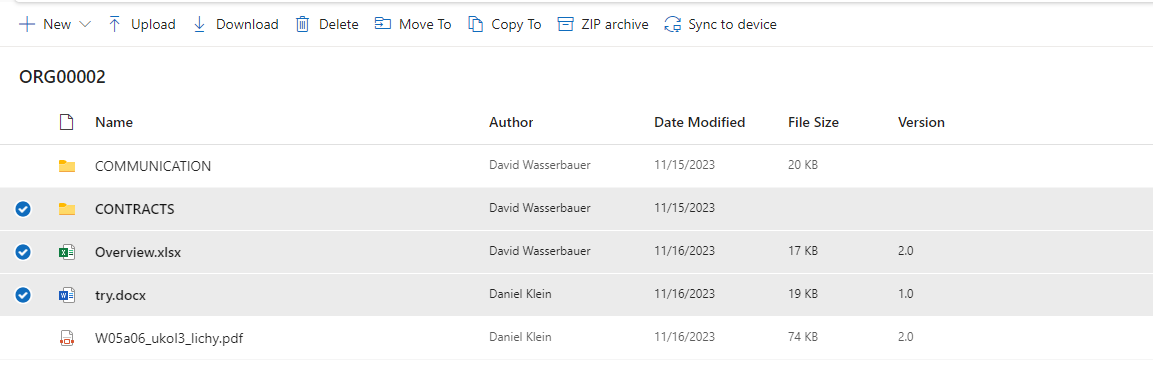 New Upload Download Delete Move To Copy To ZIP archive Sync to device
ORG00002
Name Author Date Modified File Size Version
COMMUNICATION David Wasserbauer 11/15/2023 20 KB
CONTRACTS David Wasserbauer 11/15/2023
Overview.xlsx David Wasserbauer 11/16/2023 17 KB 2.0
try.docx Daniel Klein 11/16/2023 19 KB 1.0
W05a06_ukol3_lichy.pdf Daniel Klein 11/16/2023 74 KB 2.0